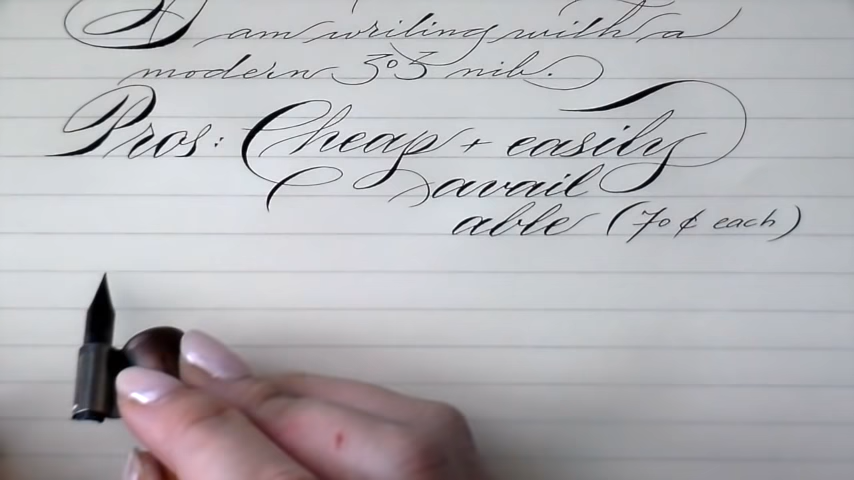 I am writing with a
modern 303 nib.
Pros: Cheap + easily
avail
able (70¢ each)